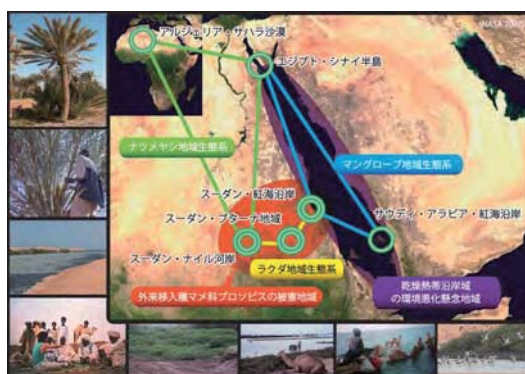 (NASA 2005)
アルジェリア・サハラ沙漠
エジプト・シナイ半島
ナツメヤシ地域生態系
マングローブ地域生態系
スーダン・紅海沿岸
スーダン・ブターナ地域
サウディ・アラビア・紅海沿岸
スーダン・ナイル河岸
ラクダ地域生態系
外来移入種マメ科プロソピスの被害地域
乾燥熱帯沿岸域
の環境悪化懸念地域